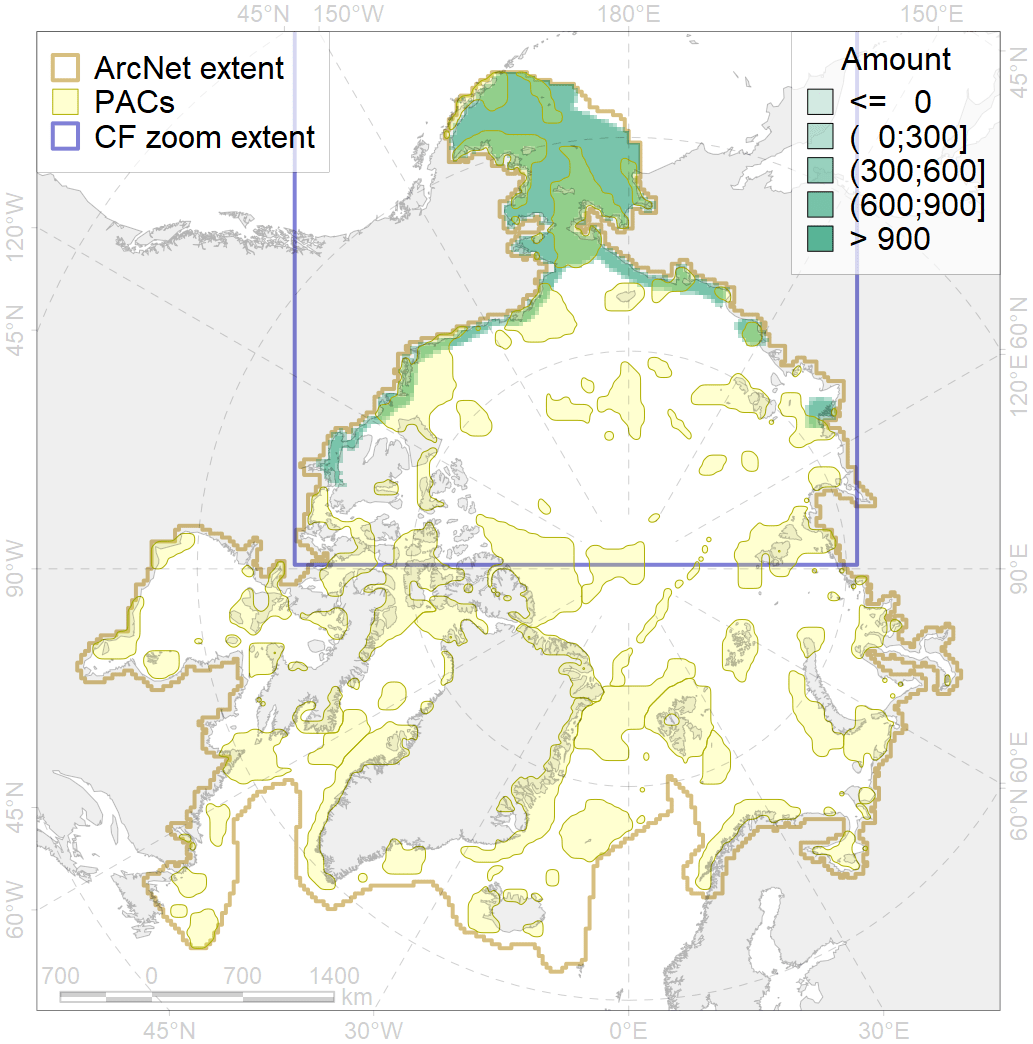 45°N 150°W 180°E 150°E
ArcNet extent
PACs
CF zoom extent
Amount
<= 0
( 0;300]
(300;600]
(600;900]
> 900
45°N
120°W
60°N
45°N
120°E
90°W
90°E
60°E
45°N
60°N
60°W
700 0 700 1400
km
45°N 30°W 0°E 30°E